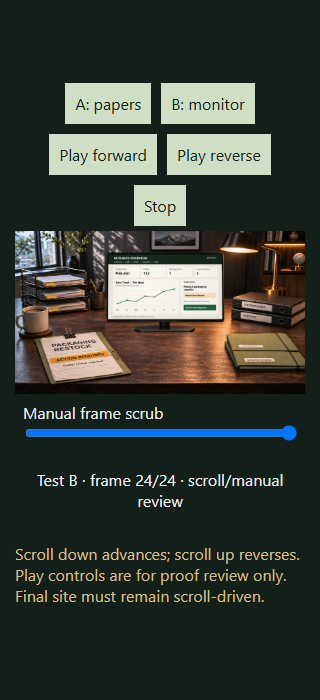 A: papers
B: monitor
Play forward
Play reverse
Stop
BUSINESS OVERVIEW
PACKAGING
RESTOCK
ACTION REQUIRED
Manual frame scrub
Test B · frame 24/24 · scroll/manual
review
Scroll down advances; scroll up reverses.
Play controls are for proof review only.
Final site must remain scroll-driven.